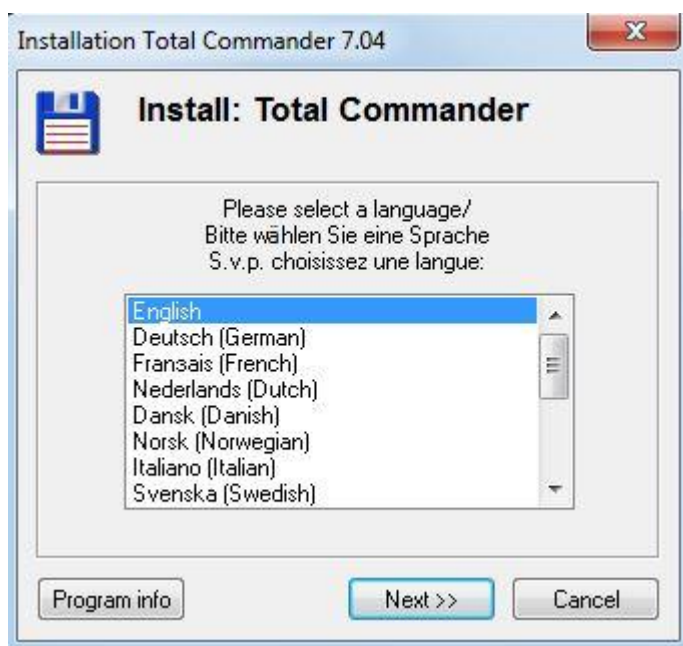 Installation Total Commander 7.04
Install: Total Commander
Please select a language/
Bitte wählen Sie eine Sprache
S.v.p. choisissez une langue:
English
Deutsch (German)
Franзais (French)
Nederlands (Dutch)
Dansk (Danish)
Norsk (Norwegian)
Italiano (Italian)
Svenska (Swedish)
Program info
Next >>
Cancel